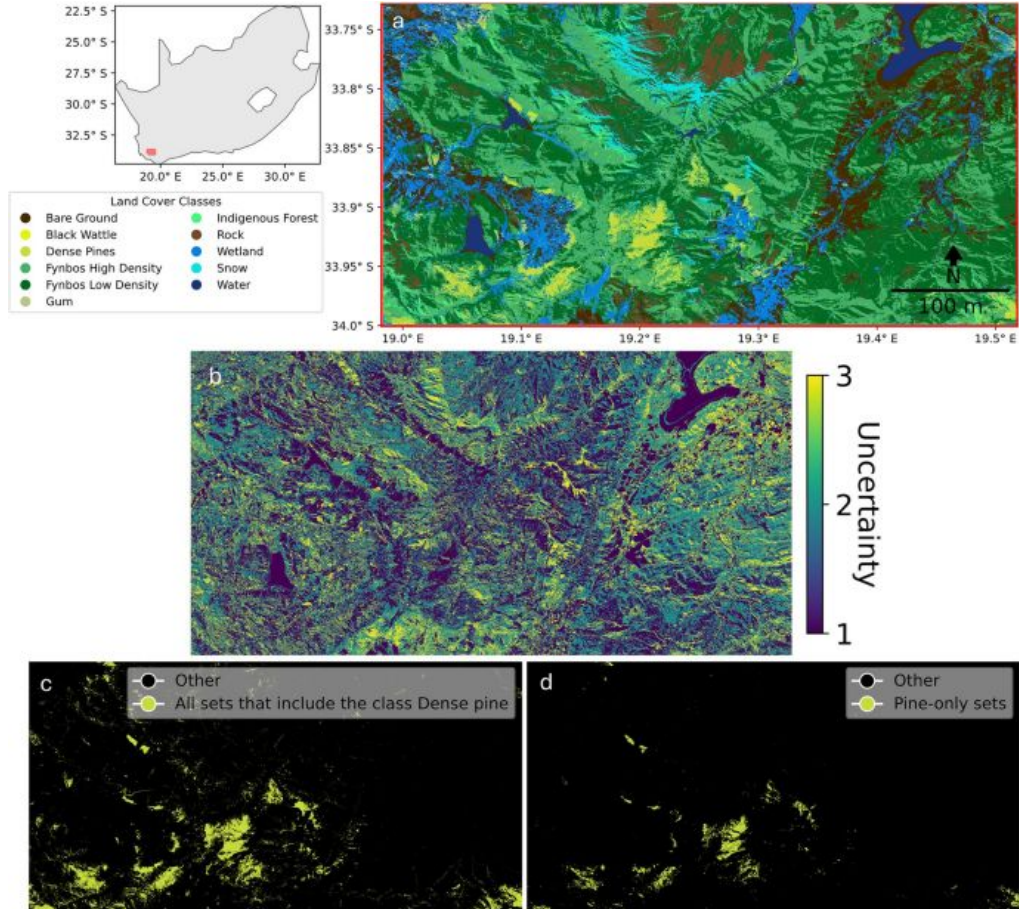 22.5° S
25.0° S
27.5° S
30.0° S
32.5° S
20.0° E 25.0° E 30.0° E
Land Cover Classes
Bare Ground
Black Wattle
Dense Pines
Fynbos High Density
Fynbos Low Density
Gum
Indigenous Forest
Rock
Wetland
Snow
Water
a
33.75° S
33.8° S
33.85° S
33.9° S
33.95° S
34.0° S
19.0° E 19.1° E 19.2° E 19.3° E 19.4° E 19.5° E
N
100 m
b
3
2
1
Uncertainty
c
Other
All sets that include the class Dense pine
d
Other
Pine-only sets